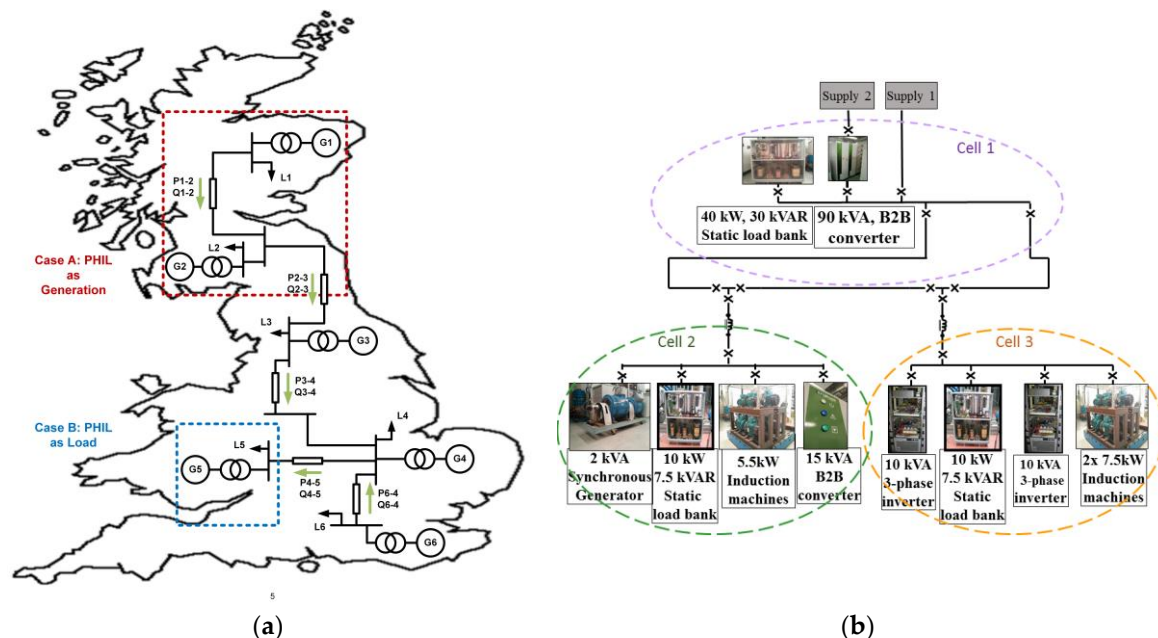 G1
L1
P1-2
Q1-2
L2
G2
Case A: PHIL
as
Generation
P2-3
Q2-3
L3
G3
P3-4
Q3-4
Case B: PHIL
as Load
L4
L5
G5
G4
P4-5
Q4-5
P6-4
Q6-4
L6
G6
5
(a)
Supply 2
Supply 1
Cell 1
40 kW, 30 kVAR
Static load bank
90 kVA, B2B
converter
Cell 2
2 kVA
Synchronous
Generator
10 kW
7.5 kVAR
Static
load bank
5.5kW
Induction
machines
15 kVA
B2B
converter
Cell 3
10 kVA
3-phase
inverter
10 kW
7.5 kVAR
Static
load bank
10 kVA
3-phase
inverter
2x 7.5kW
Induction
machines
(b)